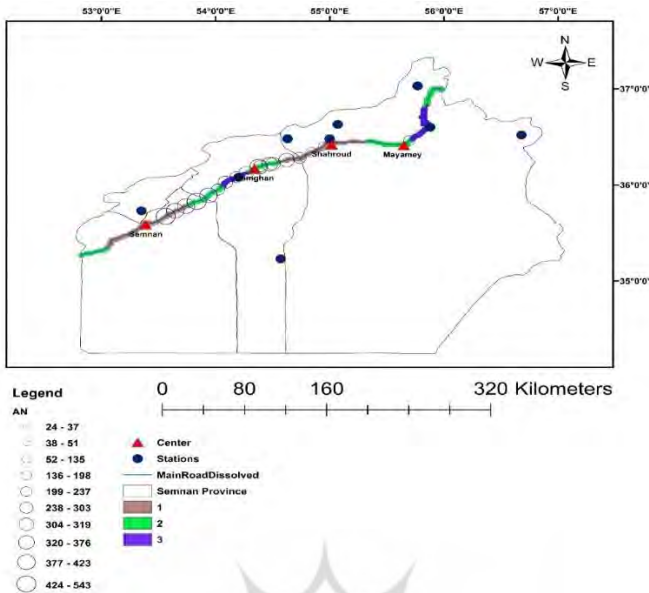 53°0'0"E 54°0'0"E 55°0'0"E 56°0'0"E 57°0'0"E
N
W E
S
37°0'0"N
Shahroud
Mayamey
36°0'0"N
Semnan
35°0'0"N
Legend
0 80 160 320 Kilometers
AN
24 - 37
38 - 51
52 - 135
136 - 198
199 - 237
238 - 303
304 - 319
320 - 376
377 - 423
424 - 543
Center
Stations
MainRoadDissolved
Semnan Province
1
2
3